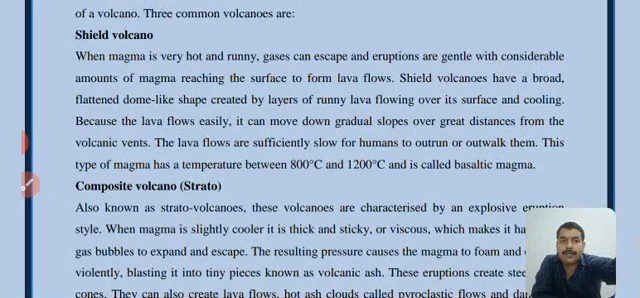 of a volcano. Three common volcanoes are:
Shield volcano
When magma is very hot and runny, gases can escape and eruptions are gentle with considerable
amounts of magma reaching the surface to form lava flows. Shield volcanoes have a broad,
flattened dome-like shape created by layers of runny lava flowing over its surface and cooling.
Because the lava flows easily, it can move down gradual slopes over great distances from the
volcanic vents. The lava flows are sufficiently slow for humans to outrun or outwalk them. This
type of magma has a temperature between 800°C and 1200°C and is called basaltic magma.
Composite volcano (Strato)
Also known as strato-volcanoes, these volcanoes are characterised by an explosive eruption
style. When magma is slightly cooler it is thick and sticky, or viscous, which makes it
gas bubbles to expand and escape. The resulting pressure causes the magma to foam and
violently, blasting it into tiny pieces known as volcanic ash. These eruptions create
cones. They can also create lava flows, hot ash clouds called pyroclastic flows and